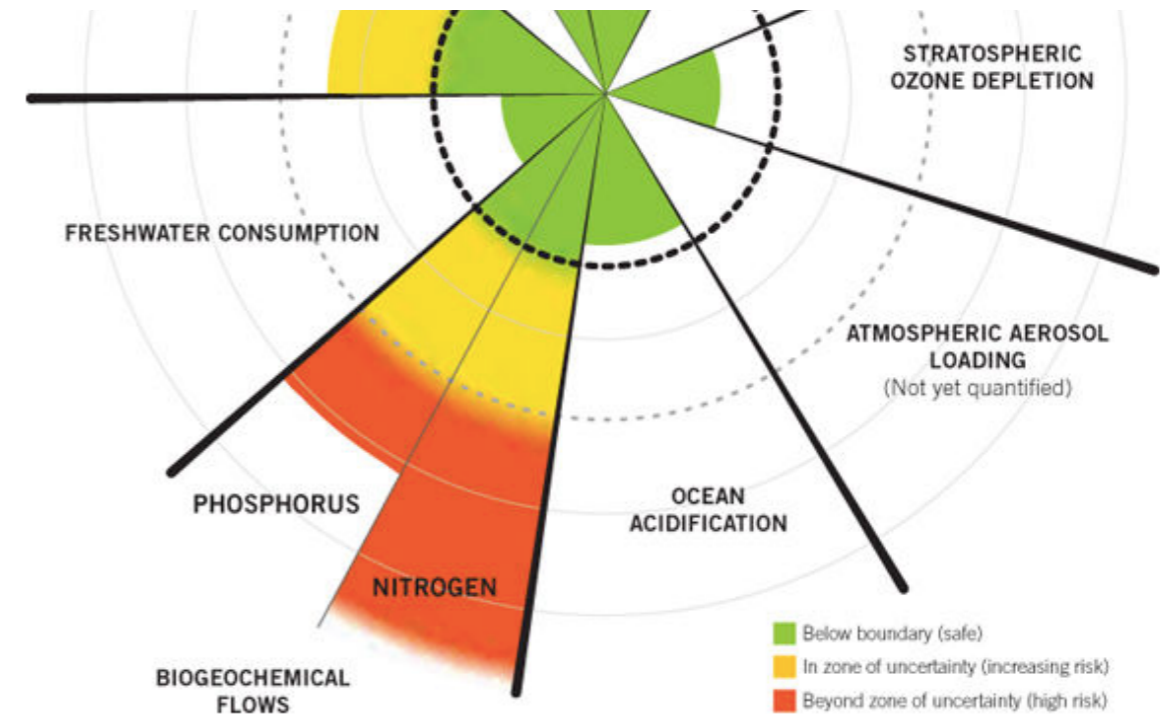 STRATOSPHERIC
OZONE DEPLETION
FRESHWATER CONSUMPTION
ATMOSPHERIC AEROSOL
LOADING
(Not yet quantified)
PHOSPHORUS
OCEAN
ACIDIFICATION
NITROGEN
BIOGEOCHEMICAL
FLOWS
Below boundary (safe)
In zone of uncertainty (increasing risk)
Beyond zone of uncertainty (high risk)